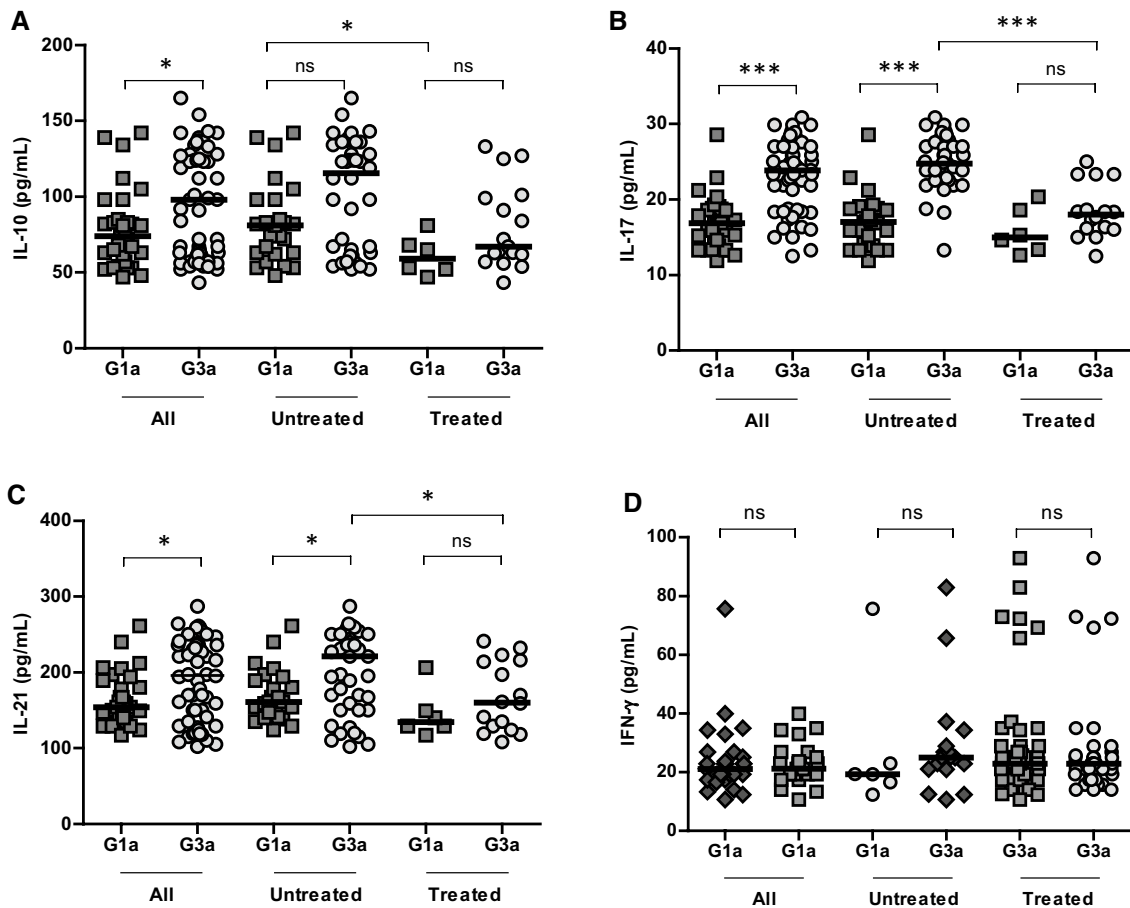 A
IL-10 (pg/mL)
200
150
100
50
0
*
*
ns
ns
G1a G3a G1a G3a G1a G3a
All Untreated Treated
B
IL-17 (pg/mL)
40
30
20
10
0
***
***
***
ns
G1a G3a G1a G3a G1a G3a
All Untreated Treated
C
IL-21 (pg/mL)
400
300
200
100
0
*
*
*
ns
G1a G3a G1a G3a G1a G3a
All Untreated Treated
D
IFN-γ (pg/mL)
100
80
60
40
20
0
ns
ns
ns
G1a G1a G1a G3a G3a G3a
All Untreated Treated